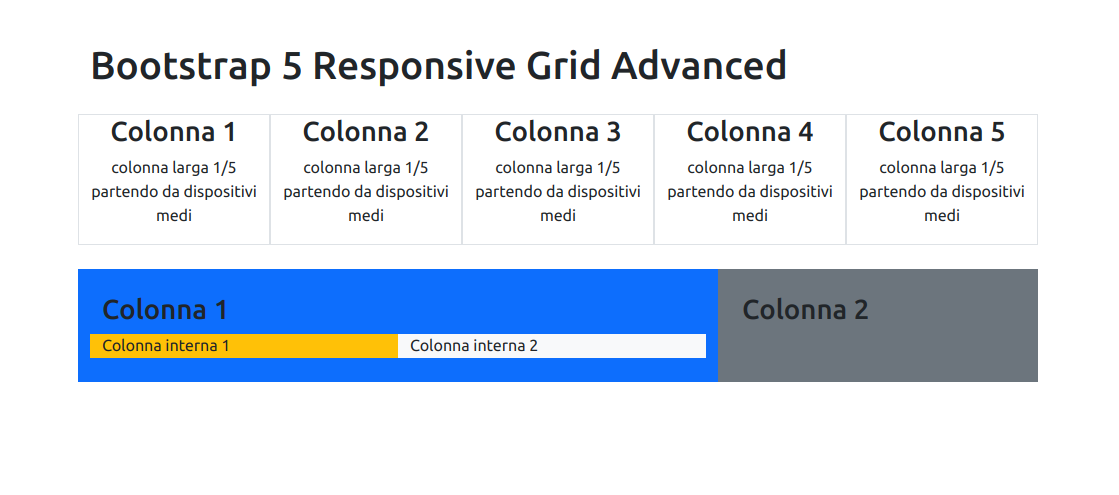 Bootstrap 5 Responsive Grid Advanced
Colonna 1
colonna larga 1/5
partendo da dispositivi
medi
Colonna 2
colonna larga 1/5
partendo da dispositivi
medi
Colonna 3
colonna larga 1/5
partendo da dispositivi
medi
Colonna 4
colonna larga 1/5
partendo da dispositivi
medi
Colonna 5
colonna larga 1/5
partendo da dispositivi
medi
Colonna 1
Colonna interna 1
Colonna interna 2
Colonna 2